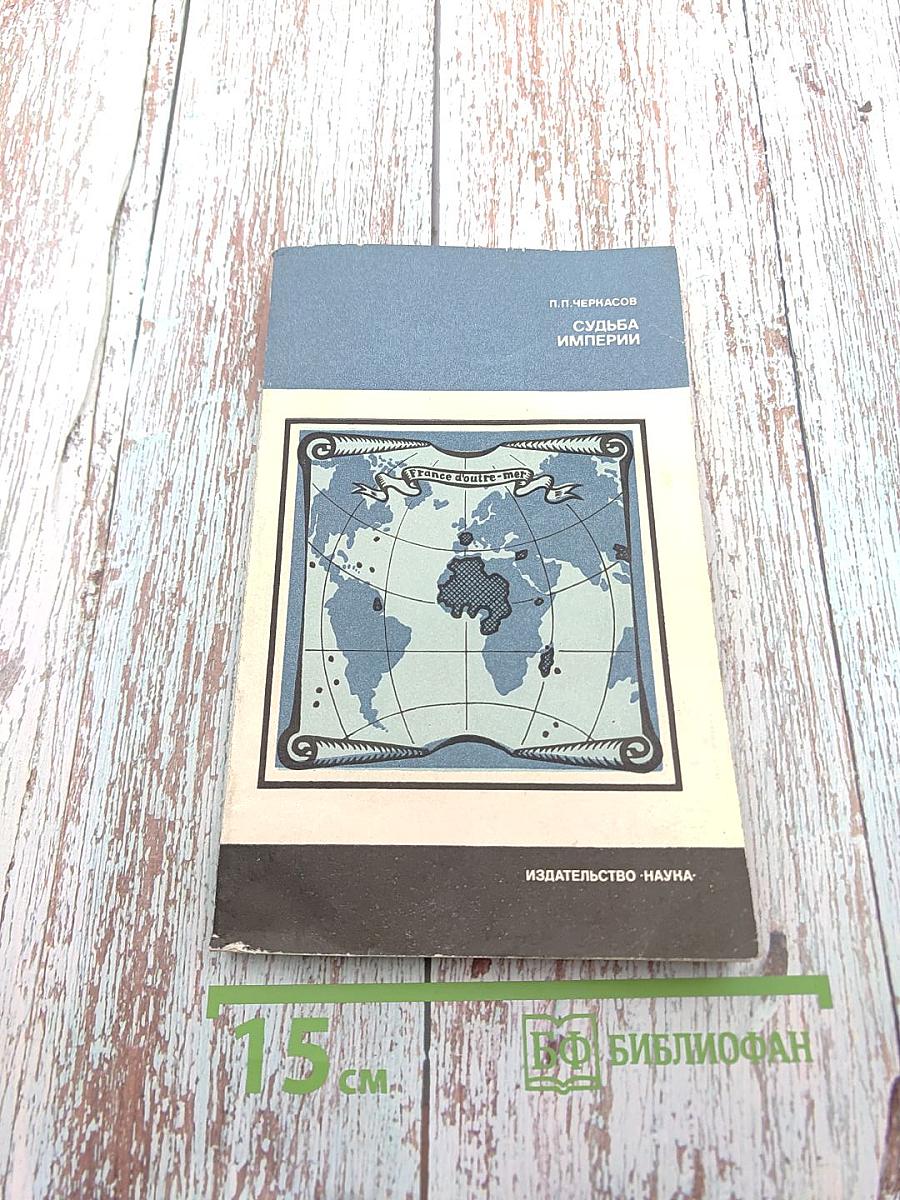 П.П.ЧЕРКАСОВ
СУДЬБА
ИМПЕРИИ
France d'outre-mer
ИЗДАТЕЛЬСТВО ·НАУКА·
15 см
БФ БИБЛИОФАН